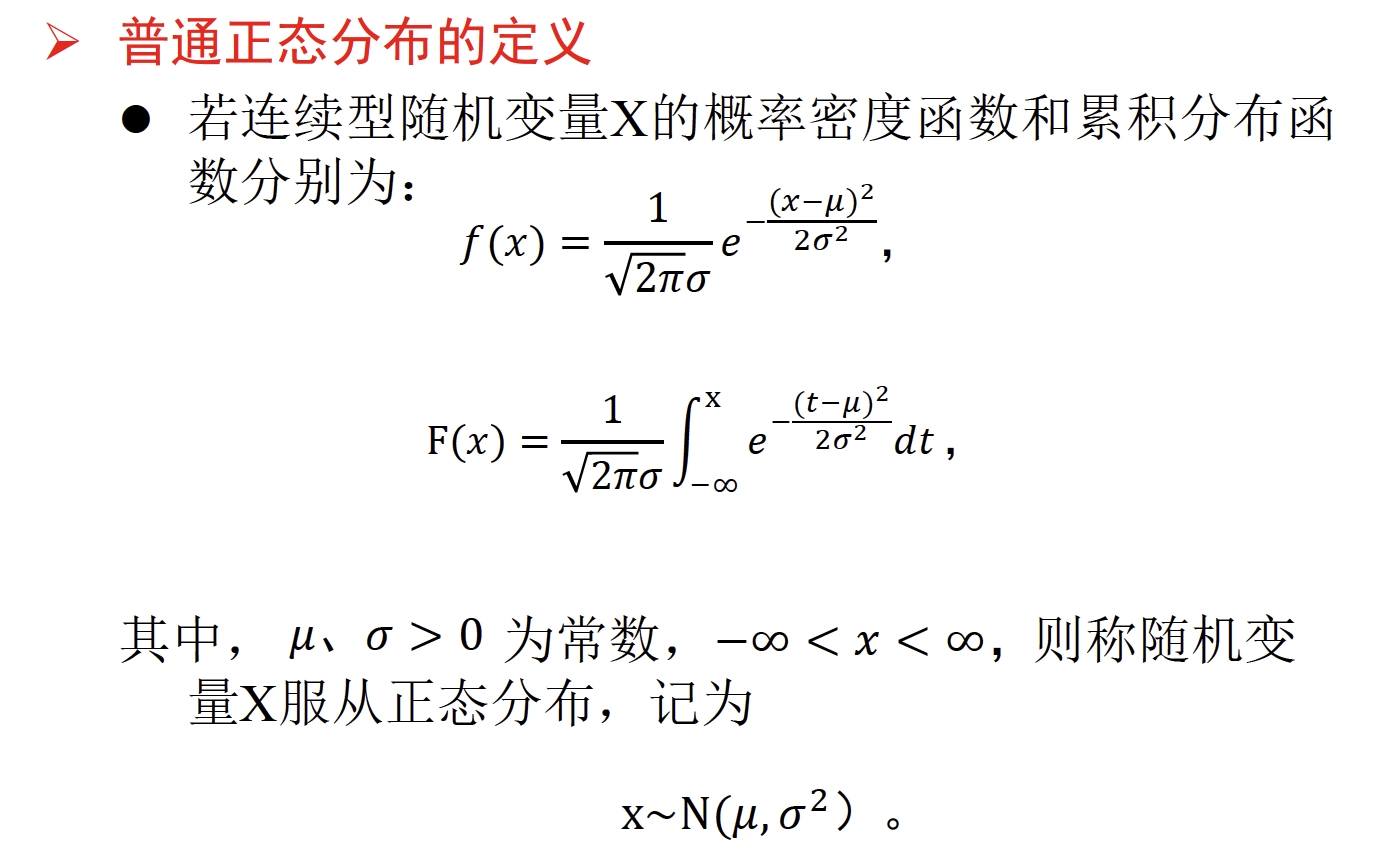 ➢ 普通正态分布的定义
● 若连续型随机变量X的概率密度函数和累积分布函
数分别为：
$f(x) = \frac{1}{\sqrt{2\pi}\sigma} e^{-\frac{(x-\mu)^2}{2\sigma^2}}$，
$\mathrm{F}(x) = \frac{1}{\sqrt{2\pi}\sigma} \int_{-\infty}^{\mathrm{x}} e^{-\frac{(t-\mu)^2}{2\sigma^2}} dt$，
其中， $\mu$、$\sigma > 0$ 为常数，$-\infty < x < \infty$，则称随机变
量X服从正态分布，记为
x~N($\mu, \sigma^2$）。